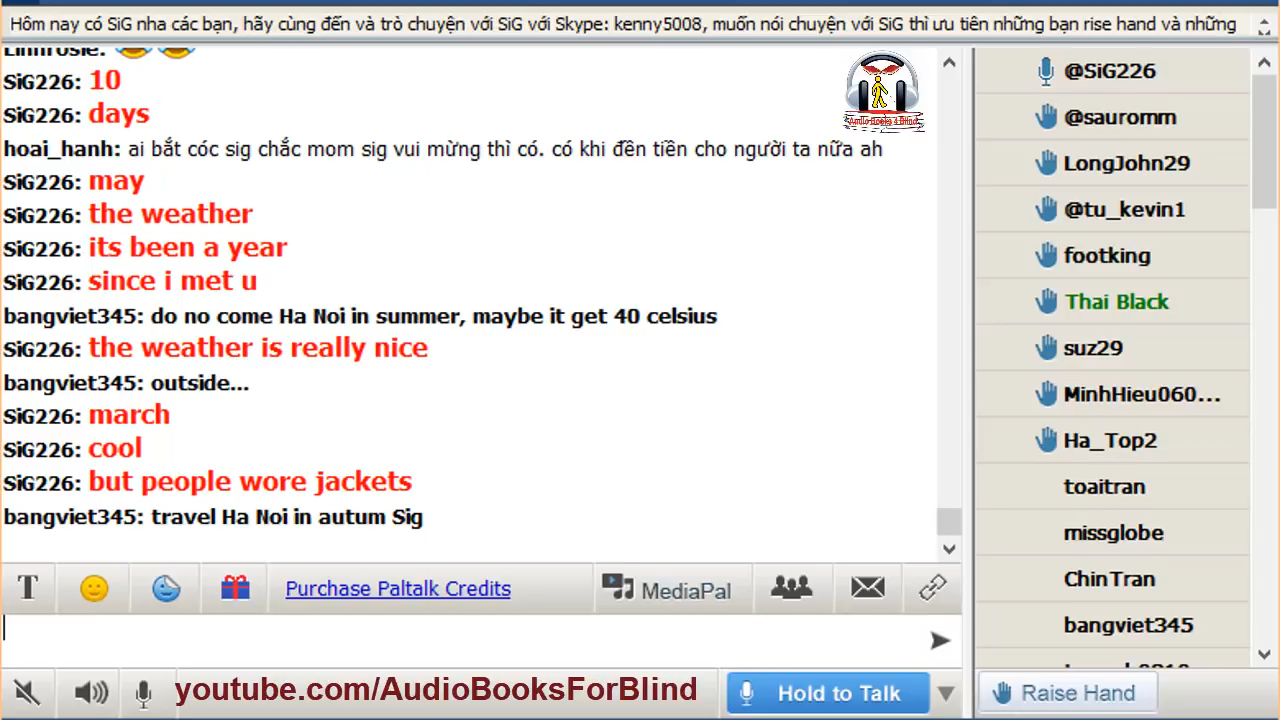 Hôm nay có SiG nha các bạn, hãy cùng đến và trò chuyện với SiG với Skype: kenny5008, muốn nói chuyện với SiG thì ưu tiên những bạn rise hand và những
Linhrosie:
SiG226: 10
SiG226: days
hoai_hanh: ai bắt cóc sig chắc mom sig vui mừng thì có. có khi đền tiền cho người ta nữa ah
SiG226: may
SiG226: the weather
SiG226: its been a year
SiG226: since i met u
bangviet345: do no come Ha Noi in summer, maybe it get 40 celsius
SiG226: the weather is really nice
bangviet345: outside...
SiG226: march
SiG226: cool
SiG226: but people wore jackets
bangviet345: travel Ha Noi in autum Sig
Audio Books 4 Blind
T
Purchase Paltalk Credits
MediaPal
youtube.com/AudioBooksForBlind
Hold to Talk
@SiG226
@sauromm
LongJohn29
@tu_kevin1
footking
Thai Black
suz29
MinhHieu060...
Ha_Top2
toaitran
missglobe
ChinTran
bangviet345
Raise Hand